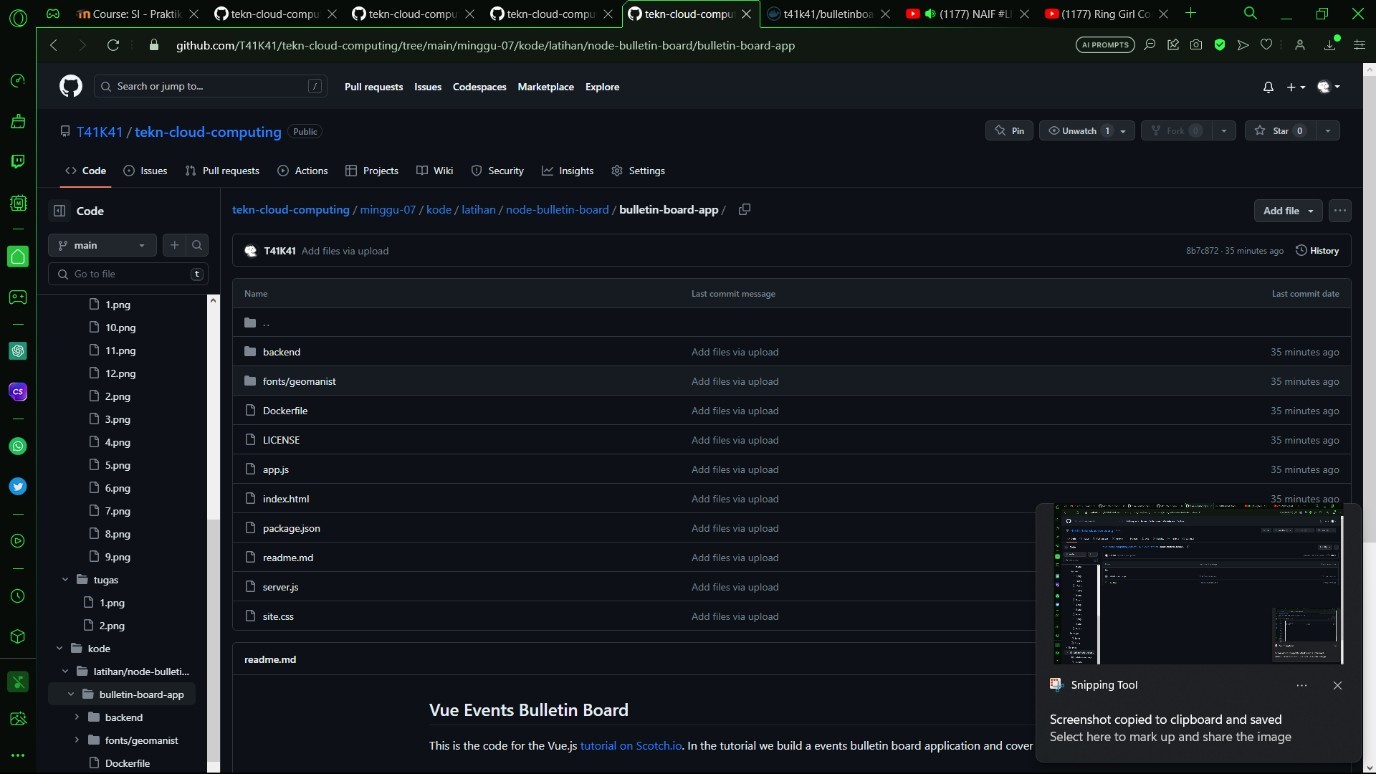 Course: SI - Praktik
tekn-cloud-compu
tekn-cloud-compu
tekn-cloud-compu
tekn-cloud-compu
t41k41/bulletinboa
(1177) NAIF #LI
(1177) Ring Girl Co
github.com/T41K41/tekn-cloud-computing/tree/main/minggu-07/kode/latihan/node-bulletin-board/bulletin-board-app
AI PROMPTS
Search or jump to...
/
Pull requests
Issues
Codespaces
Marketplace
Explore
T41K41 / tekn-cloud-computing
Public
Pin
Unwatch 1
Fork 0
Star 0
Code
Issues
Pull requests
Actions
Projects
Wiki
Security
Insights
Settings
Code
main
Go to file
t
1.png
10.png
11.png
12.png
2.png
3.png
4.png
5.png
6.png
7.png
8.png
9.png
tugas
1.png
2.png
kode
latihan/node-bulleti...
bulletin-board-app
backend
fonts/geomanist
Dockerfile
tekn-cloud-computing / minggu-07 / kode / latihan / node-bulletin-board / bulletin-board-app /
Add file
T41K41 Add files via upload
8b7c872 · 35 minutes ago
History
Name
Last commit message
Last commit date
..
backend
Add files via upload
35 minutes ago
fonts/geomanist
Add files via upload
35 minutes ago
Dockerfile
Add files via upload
35 minutes ago
LICENSE
Add files via upload
35 minutes ago
app.js
Add files via upload
35 minutes ago
index.html
Add files via upload
35 minutes ago
package.json
Add files via upload
readme.md
Add files via upload
server.js
Add files via upload
site.css
Add files via upload
readme.md
Vue Events Bulletin Board
This is the code for the Vue.js tutorial on Scotch.io. In the tutorial we build a events bulletin board application and cover
Snipping Tool
Screenshot copied to clipboard and saved
Select here to mark up and share the image
CS